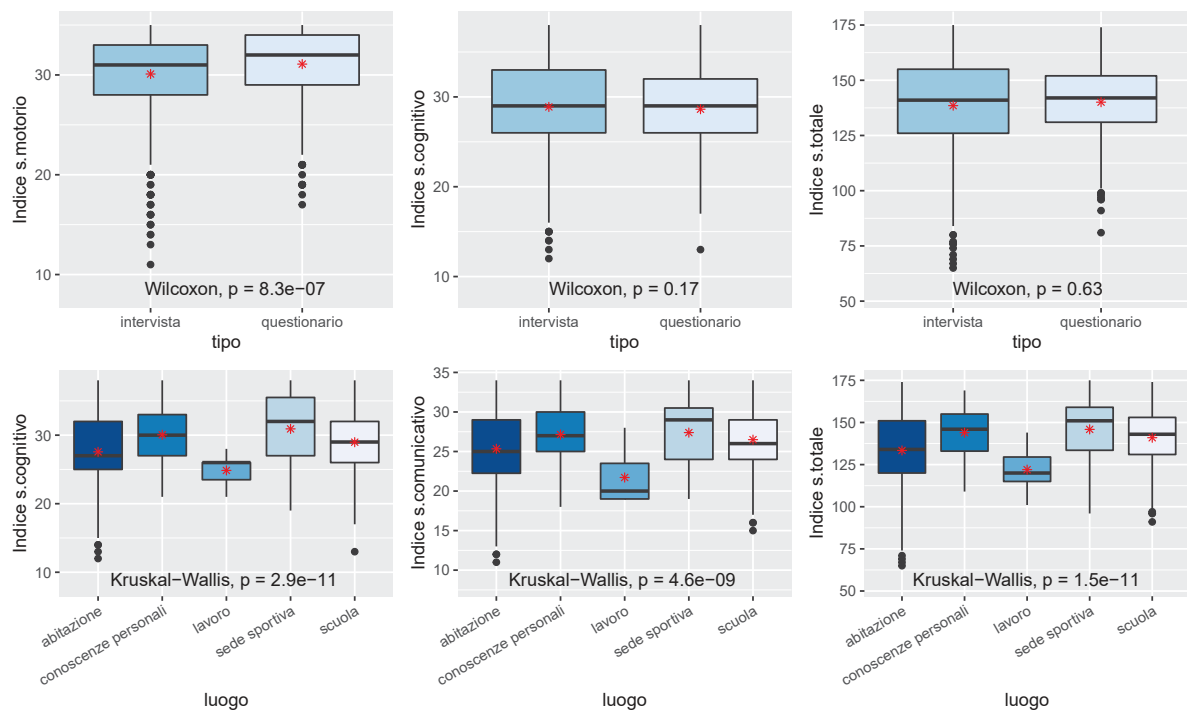 Indice s.motorio
30
20
10
Wilcoxon, p = 8.3e−07
intervista
questionario
tipo
Indice s.cognitivo
30
20
10
Wilcoxon, p = 0.17
intervista
questionario
tipo
Indice s.totale
175
150
125
100
75
50
Wilcoxon, p = 0.63
intervista
questionario
tipo
Indice s.cognitivo
30
20
10
Kruskal−Wallis, p = 2.9e−11
abitazione
conoscenze personali
lavoro
sede sportiva
scuola
luogo
Indice s.comunicativo
35
30
25
20
15
10
Kruskal−Wallis, p = 4.6e−09
abitazione
conoscenze personali
lavoro
sede sportiva
scuola
luogo
Indice s.totale
175
150
125
100
75
50
Kruskal−Wallis, p = 1.5e−11
abitazione
conoscenze personali
lavoro
sede sportiva
scuola
luogo